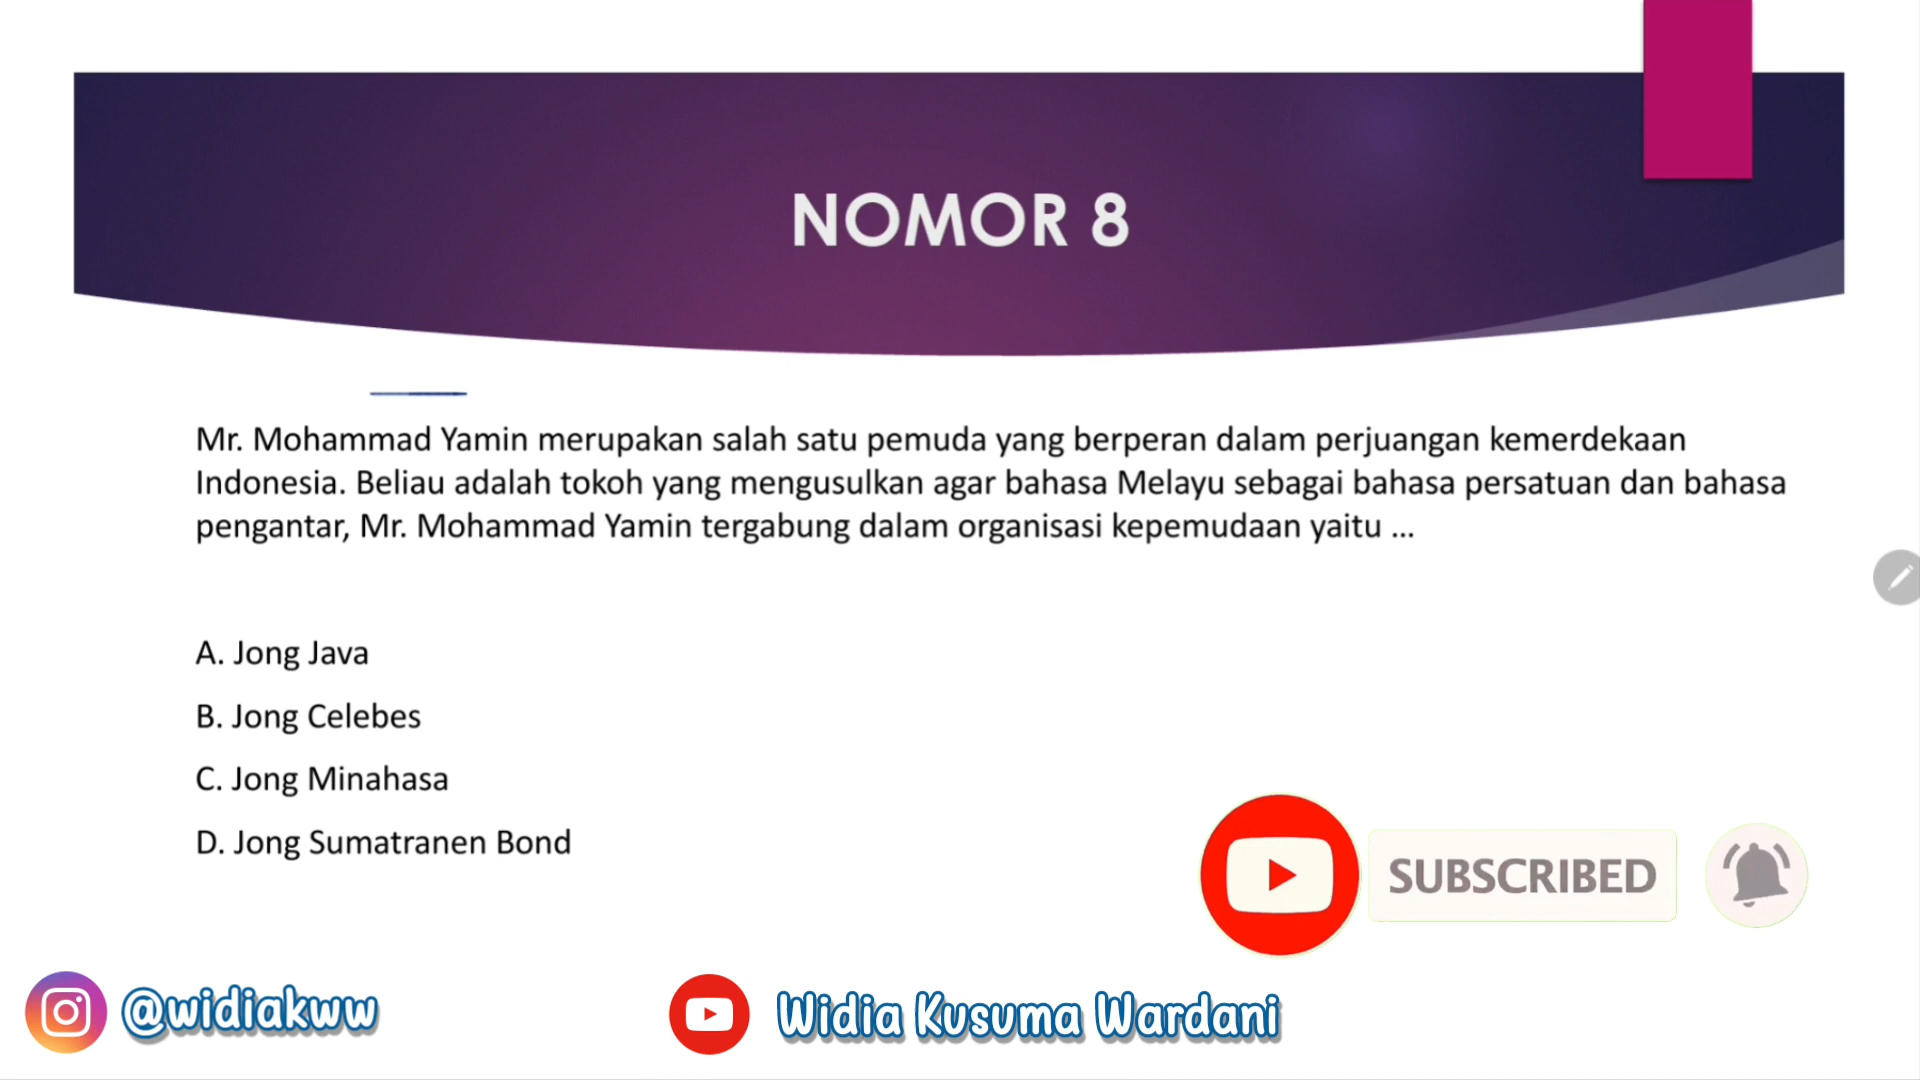 NOMOR 8
Mr. Mohammad Yamin merupakan salah satu pemuda yang berperan dalam perjuangan kemerdekaan
Indonesia. Beliau adalah tokoh yang mengusulkan agar bahasa Melayu sebagai bahasa persatuan dan bahasa
pengantar, Mr. Mohammad Yamin tergabung dalam organisasi kepemudaan yaitu ...
A. Jong Java
B. Jong Celebes
C. Jong Minahasa
D. Jong Sumatranen Bond
SUBSCRIBED
@widiakww
Widia Kusuma Wardani